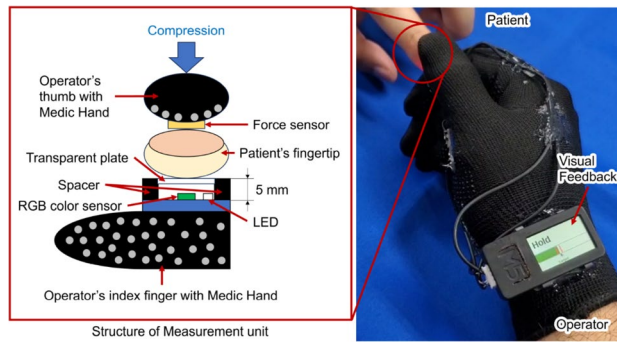 Compression
Operator's
thumb with
Medic Hand
Force sensor
Patient's fingertip
Transparent plate
Spacer
5 mm
RGB color sensor
LED
Operator's index finger with Medic Hand
Structure of Measurement unit
Patient
Visual
Feedback
Hold
Operator